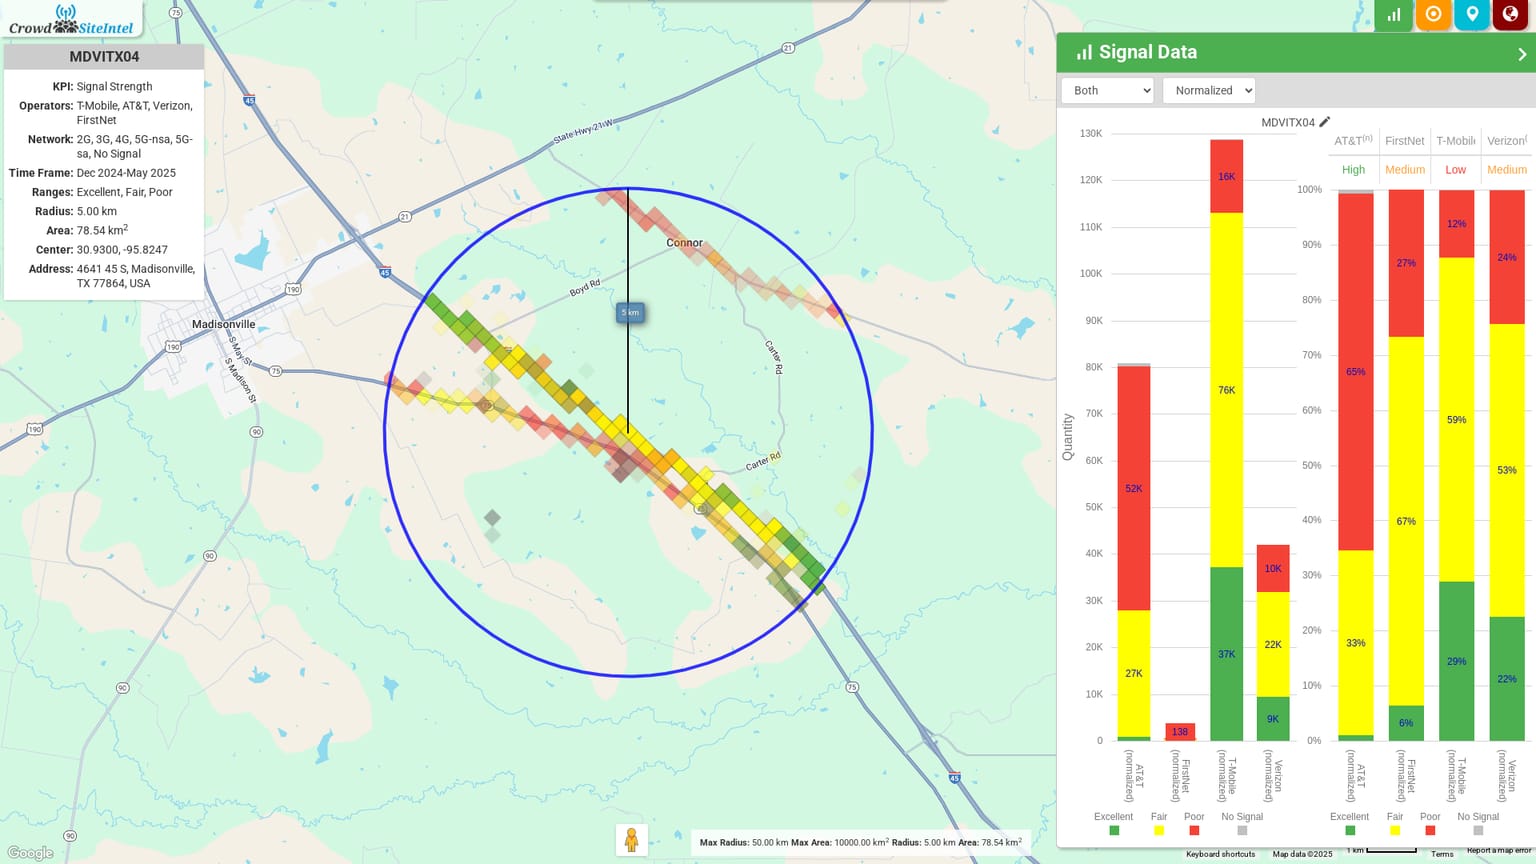 Crowd SiteIntel
MDVITX04
KPI: Signal Strength
Operators: T-Mobile, AT&T, Verizon,
FirstNet
Network: 2G, 3G, 4G, 5G-nsa, 5G-
sa, No Signal
Time Frame: Dec 2024-May 2025
Ranges: Excellent, Fair, Poor
Radius: 5.00 km
Area: 78.54 km²
Center: 30.9300, -95.8247
Address: 4641 45 S, Madisonville,
TX 77864, USA
75
45
21
State Hwy 21 W
21
45
190
Connor
Boyd Rd
5 km
Madisonville
190
S May St
S Madison St
75
Carter Rd
190
90
Carter Rd
90
90
75
45
90
Google
Max Radius: 50.00 km Max Area: 10000.00 km² Radius: 5.00 km Area: 78.54 km²
Signal Data
Both
Normalized
MDVITX04
130K
120K
110K
100K
90K
80K
70K
60K
50K
40K
30K
20K
10K
0
Quantity
52K
27K
138
16K
76K
37K
10K
22K
9K
AT&T
(normalized)
FirstNet
(normalized)
T-Mobile
(normalized)
Verizon
(normalized)
Excellent Fair Poor No Signal
AT&T(n) FirstNet T-Mobile Verizon(
High Medium Low Medium
100%
90%
80%
70%
60%
50%
40%
30%
20%
10%
0%
65%
33%
27%
67%
6%
12%
59%
29%
24%
53%
22%
AT&T
(normalized)
FirstNet
(normalized)
T-Mobile
(normalized)
Verizon
(normalized)
Excellent Fair Poor No Signal
Keyboard shortcuts Map data ©2025 1 km Terms Report a map error